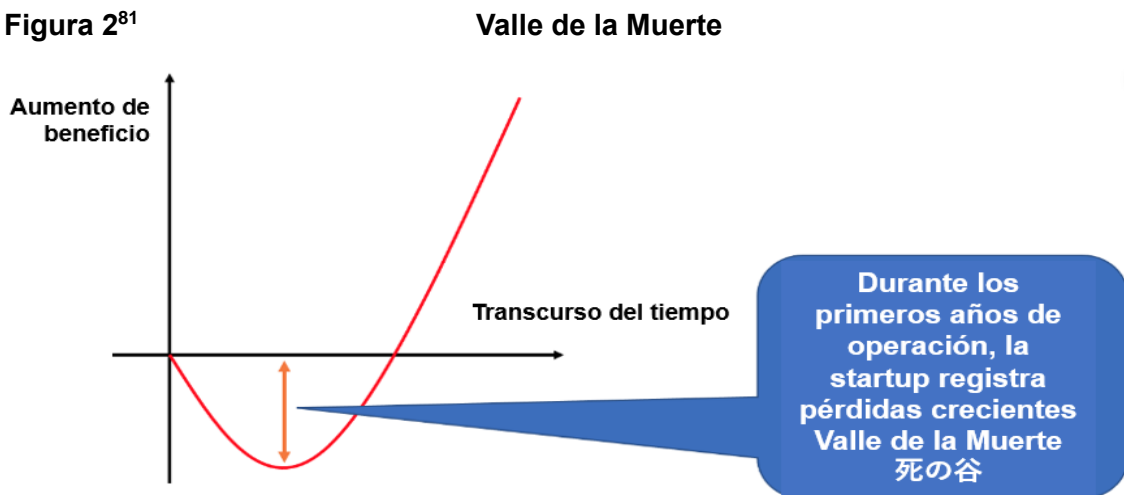 Figura 2⁸¹ Valle de la Muerte
Aumento de
beneficio
Transcurso del tiempo
Durante los
primeros años de
operación, la
startup registra
pérdidas crecientes
Valle de la Muerte
死の谷